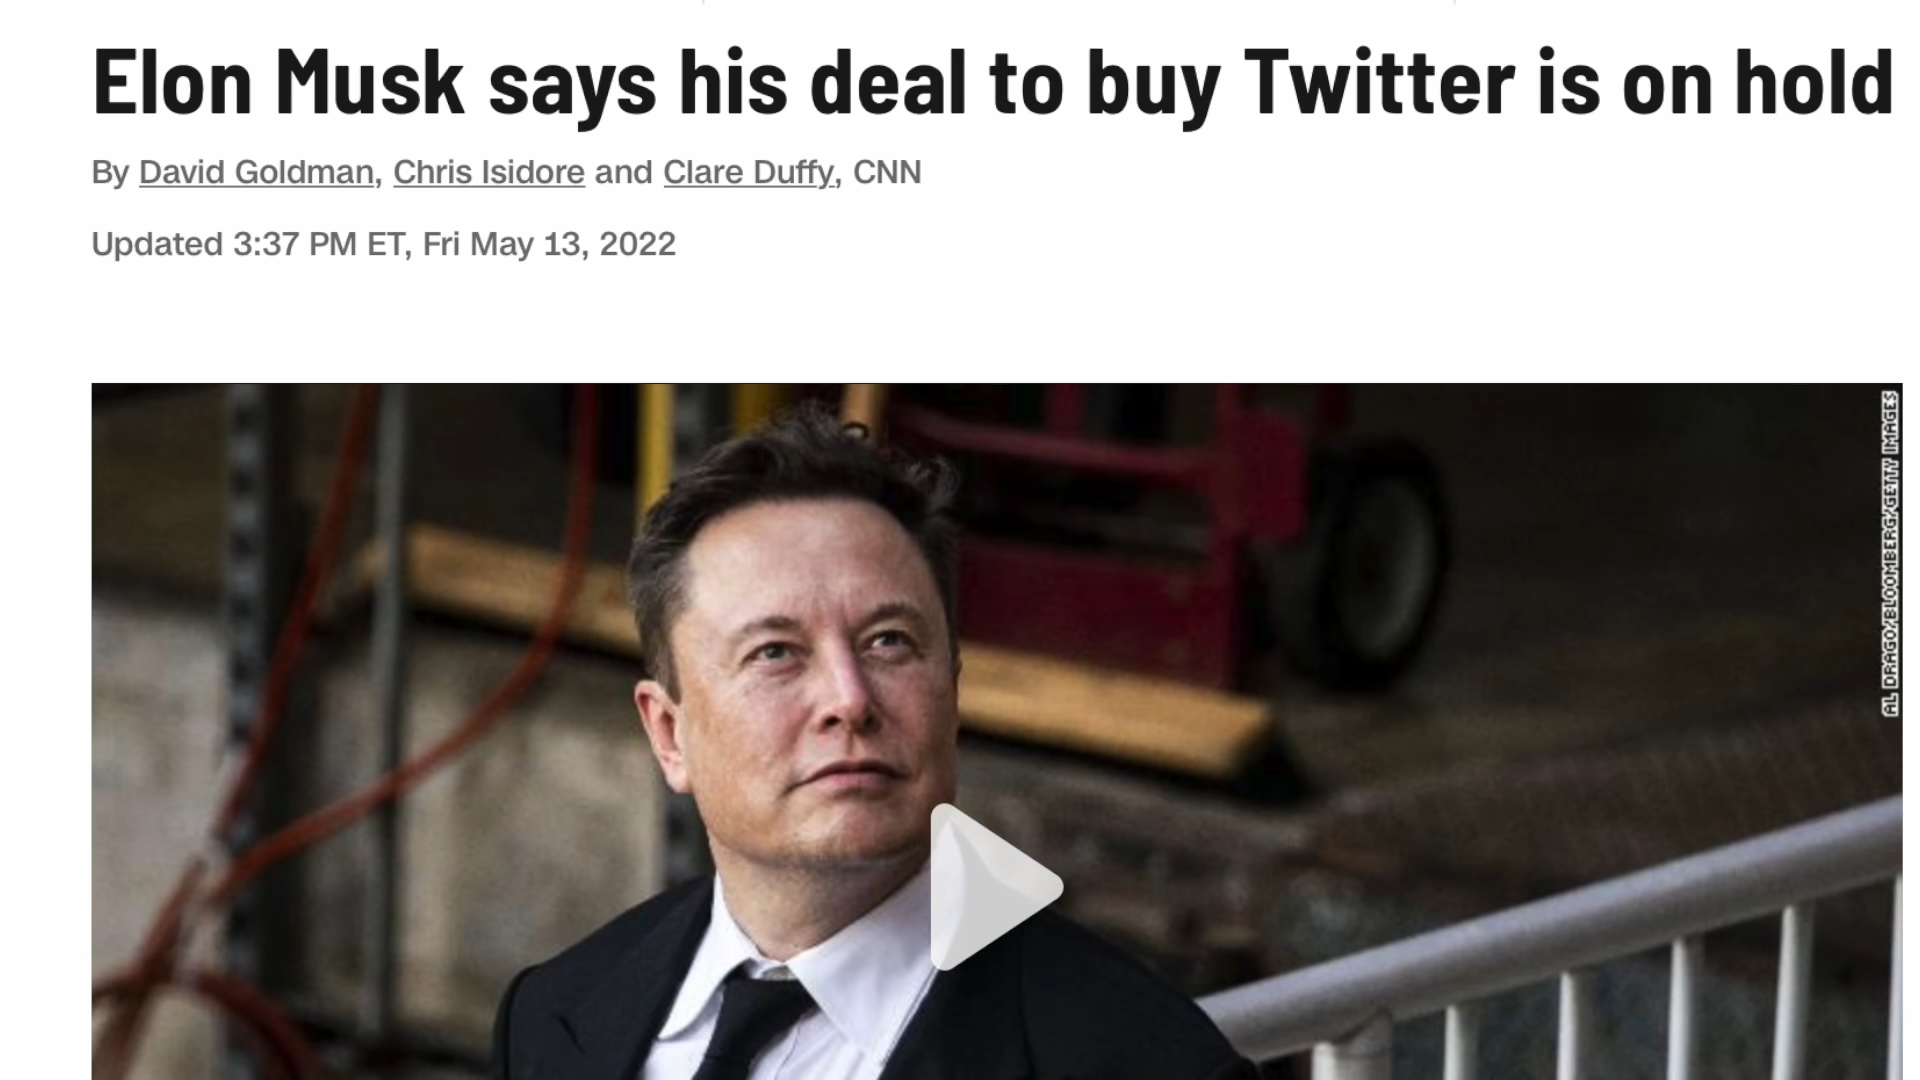 Elon Musk says his deal to buy Twitter is on hold
By David Goldman, Chris Isidore and Clare Duffy, CNN
Updated 3:37 PM ET, Fri May 13, 2022
AL DRAGO/BLOOMBERG/GETTY IMAGES